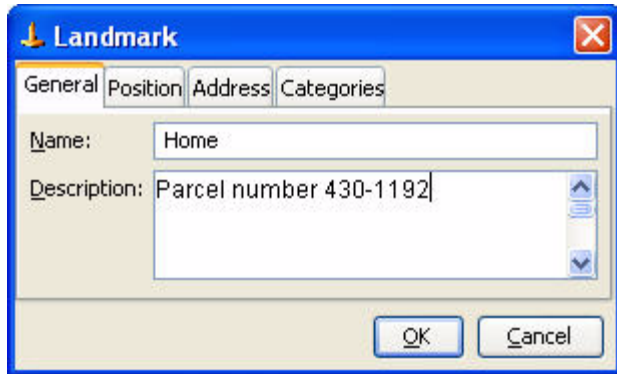 Landmark
General Position Address Categories
Name: Home
Description: Parcel number 430-1192
OK Cancel